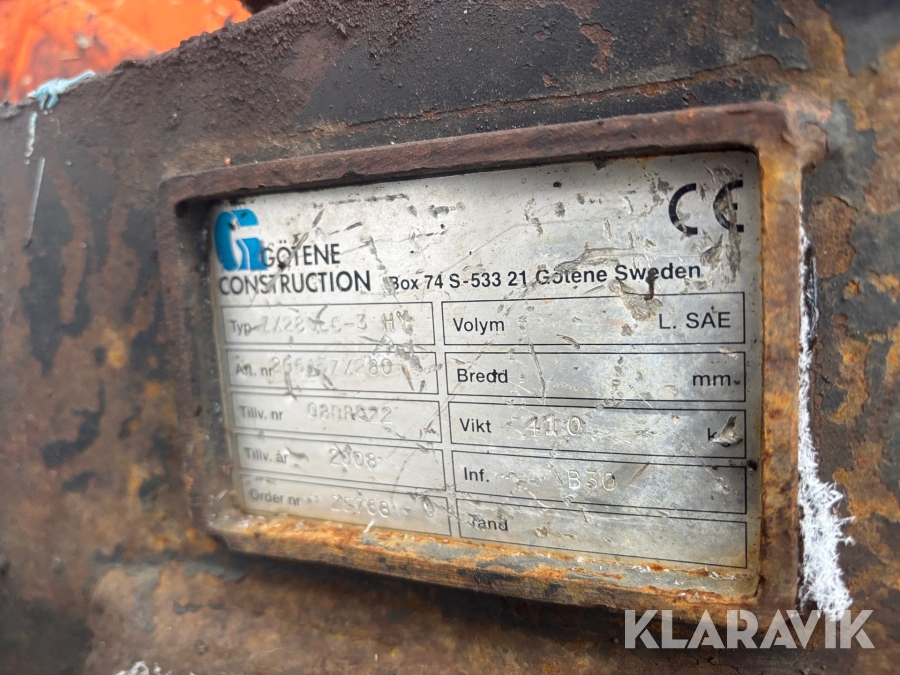 GÖTENE
CONSTRUCTION Box 74 S-533 21 Götene Sweden CE
Typ
Volym L. SAE
Afl. nr
Bredd mm
Tillv. nr
Vikt 410
Tillv. år 2008
Inf. B30
Order nr
Tand
KLARAVIK